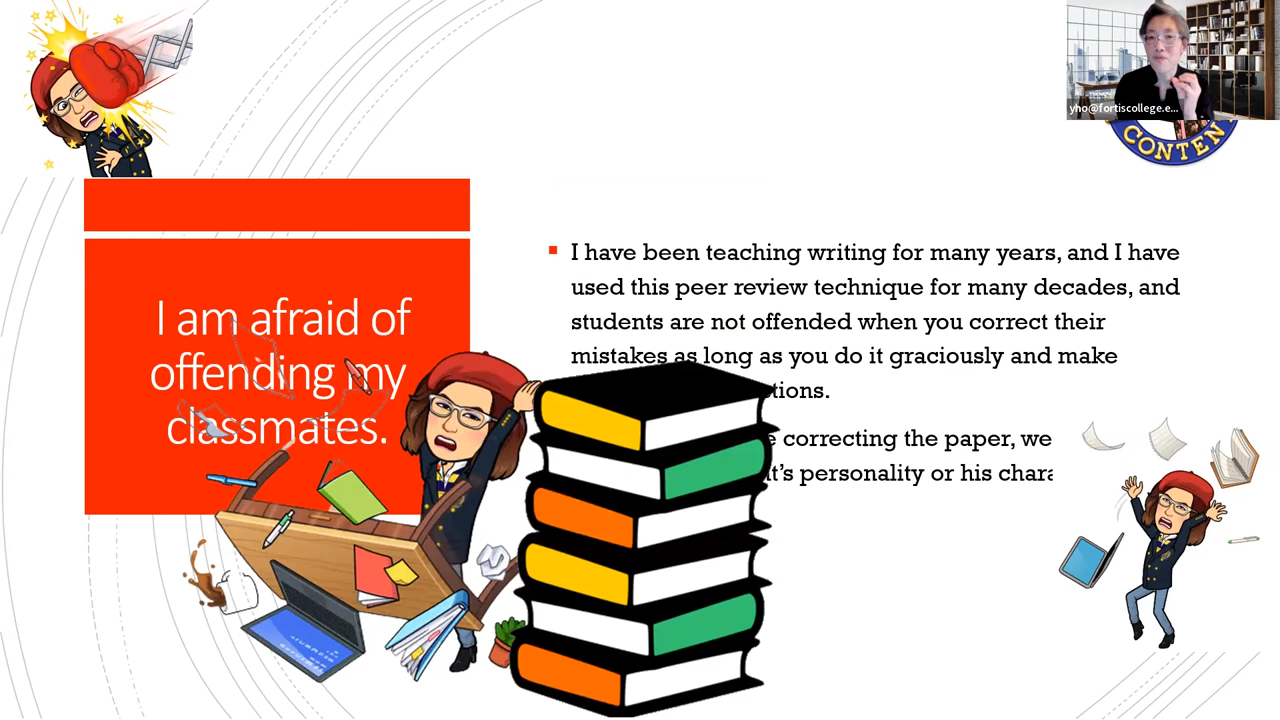 yho@fortiscollege.e...
CONTEN
I am afraid of
offending my
classmates.
I have been teaching writing for many years, and I have
used this peer review technique for many decades, and
students are not offended when you correct their
mistakes as long as you do it graciously and make
tions.
e correcting the paper, we
t's personality or his chara